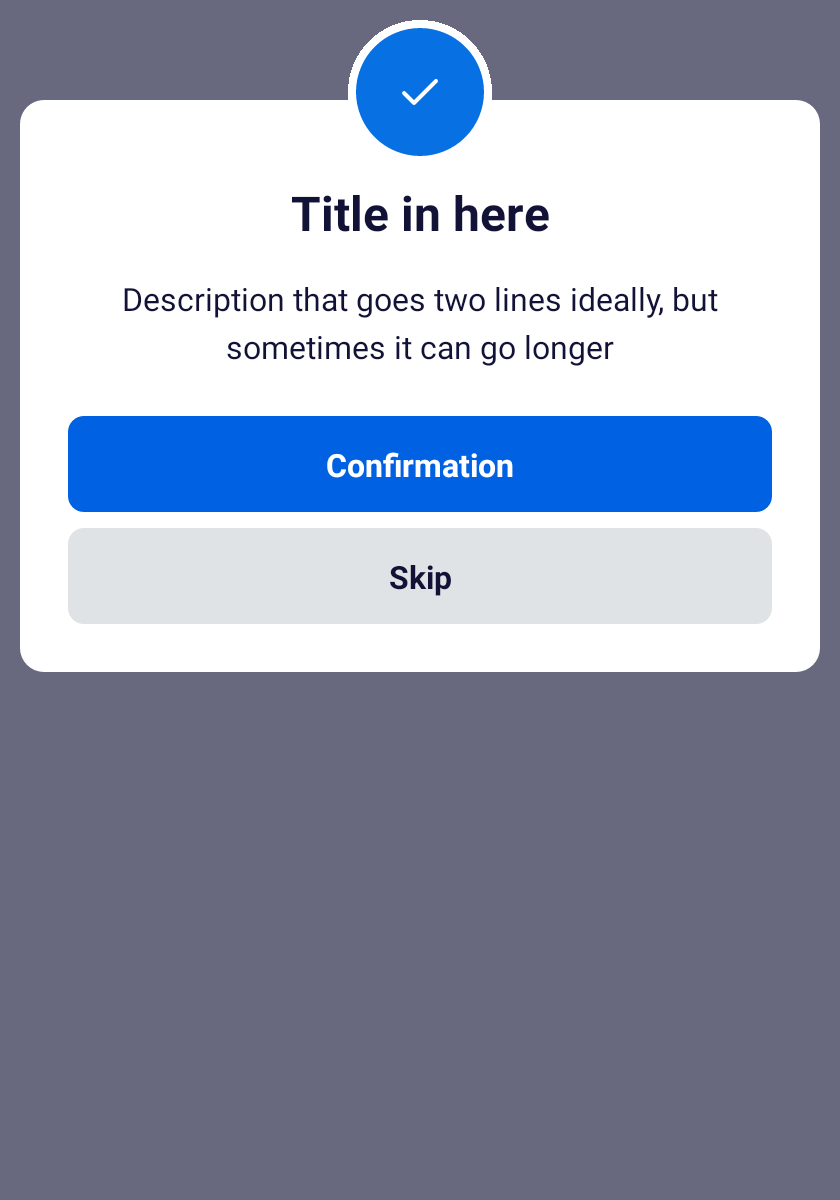 Title in here
Description that goes two lines ideally, but
sometimes it can go longer
Confirmation
Skip